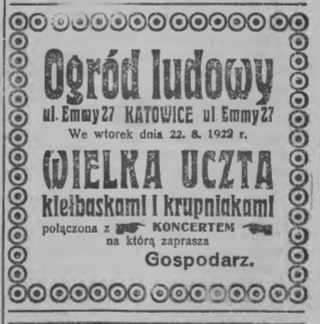 Ogród ludowy
ul. Emmy 27 KATOWICE ul. Emmy 27
We wtorek dnia 22. 8. 1922 r.
WIELKA UCZTA
kiełbaskami i krupniakami
połączona z KONCERTEM
na którą zaprasza
Gospodarz.